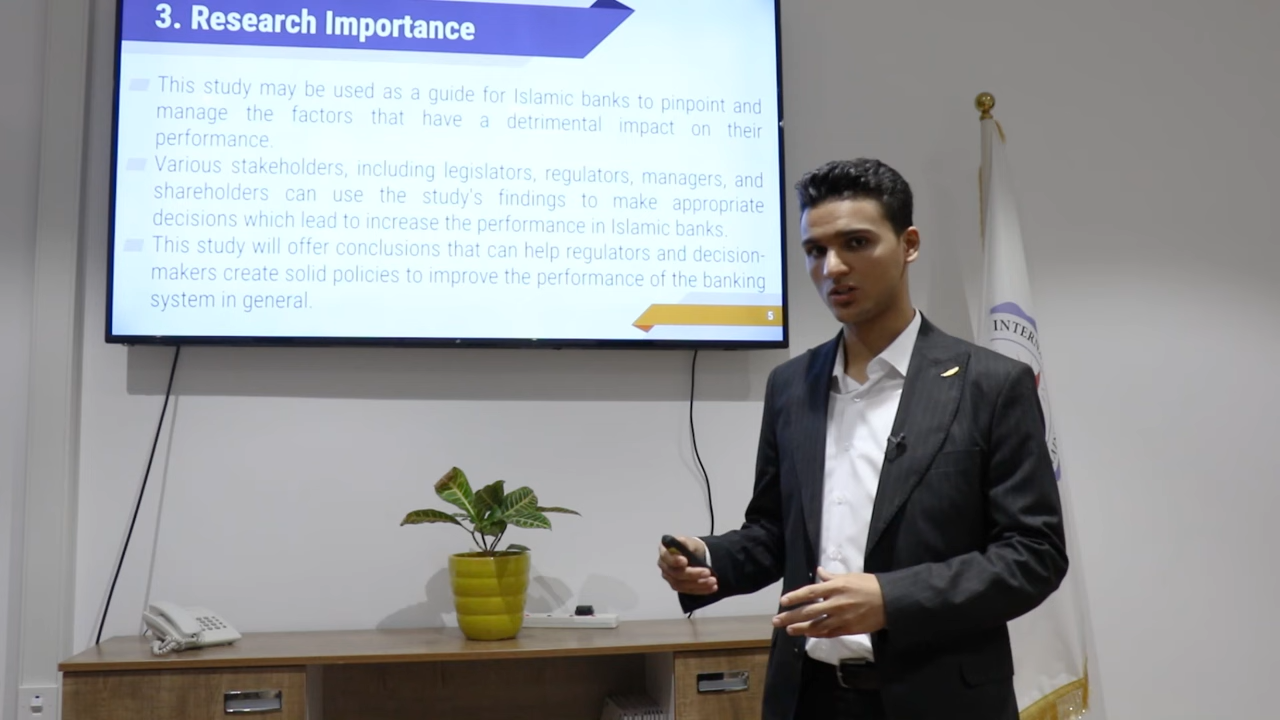 3. Research Importance
This study may be used as a guide for Islamic banks to pinpoint and
manage the factors that have a detrimental impact on their
performance.
Various stakeholders, including legislators, regulators, managers, and
shareholders can use the study's findings to make appropriate
decisions which lead to increase the performance in Islamic banks.
This study will offer conclusions that can help regulators and decision-
makers create solid policies to improve the performance of the banking
system in general.
5